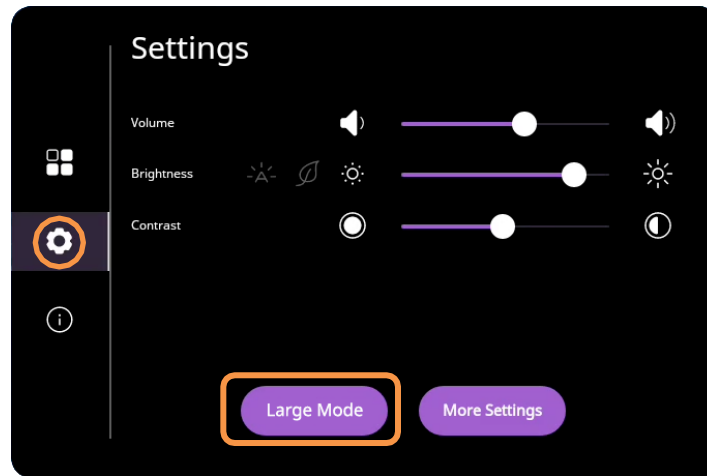 Settings
Volume
Brightness
Contrast
Large Mode
More Settings